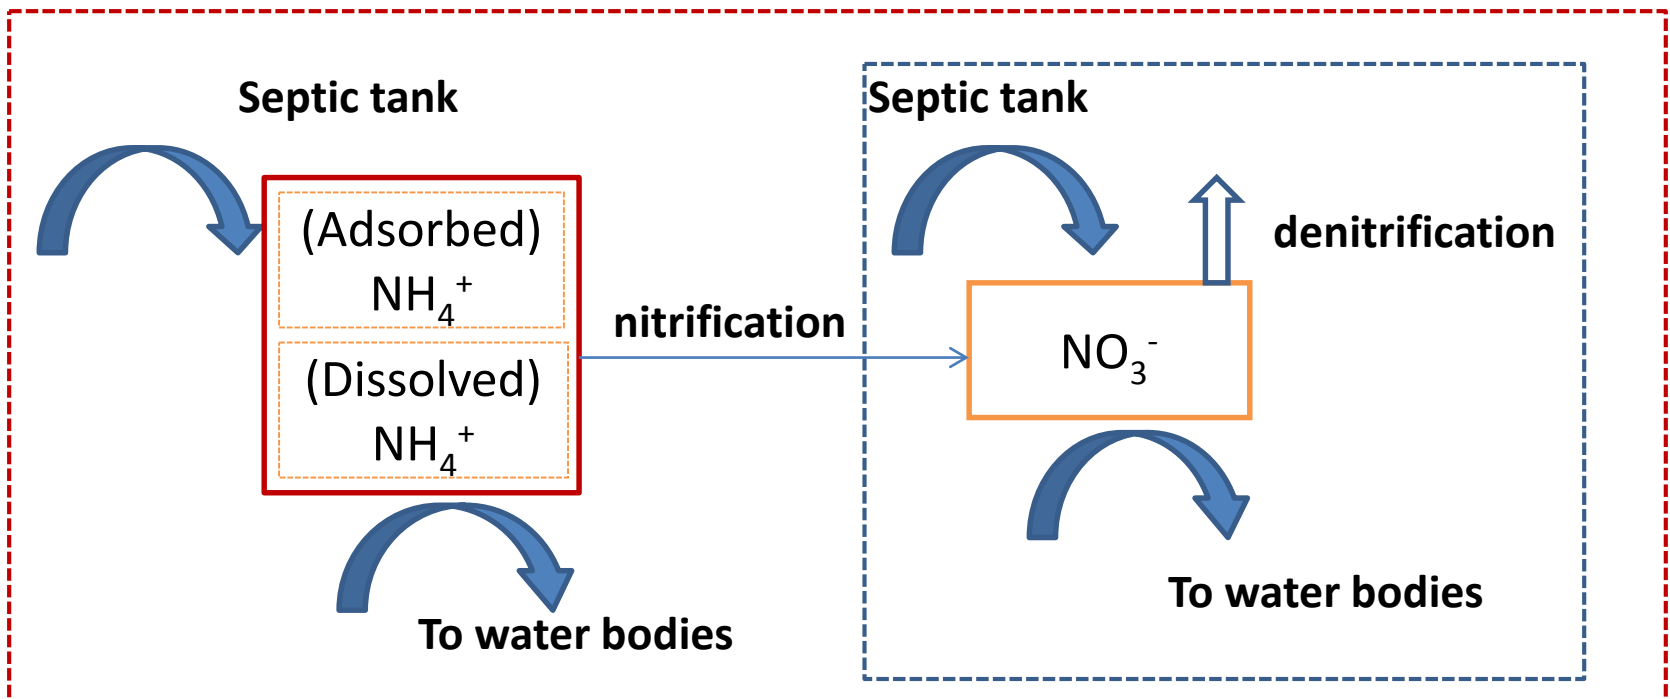 Septic tank
Septic tank
(Adsorbed)
NH₄⁺
denitrification
nitrification
NO₃⁻
(Dissolved)
NH₄⁺
To water bodies
To water bodies